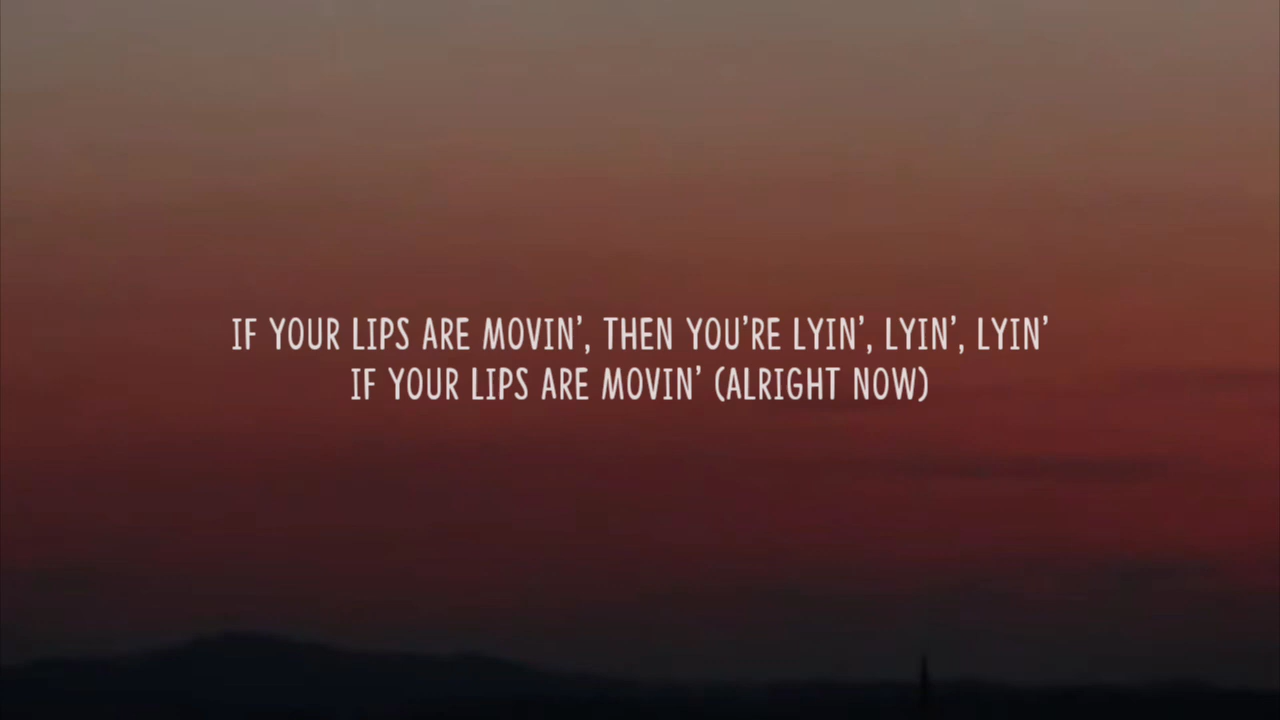 IF YOUR LIPS ARE MOVIN’, THEN YOU’RE LYIN’, LYIN’, LYIN’
IF YOUR LIPS ARE MOVIN’ (ALRIGHT NOW)